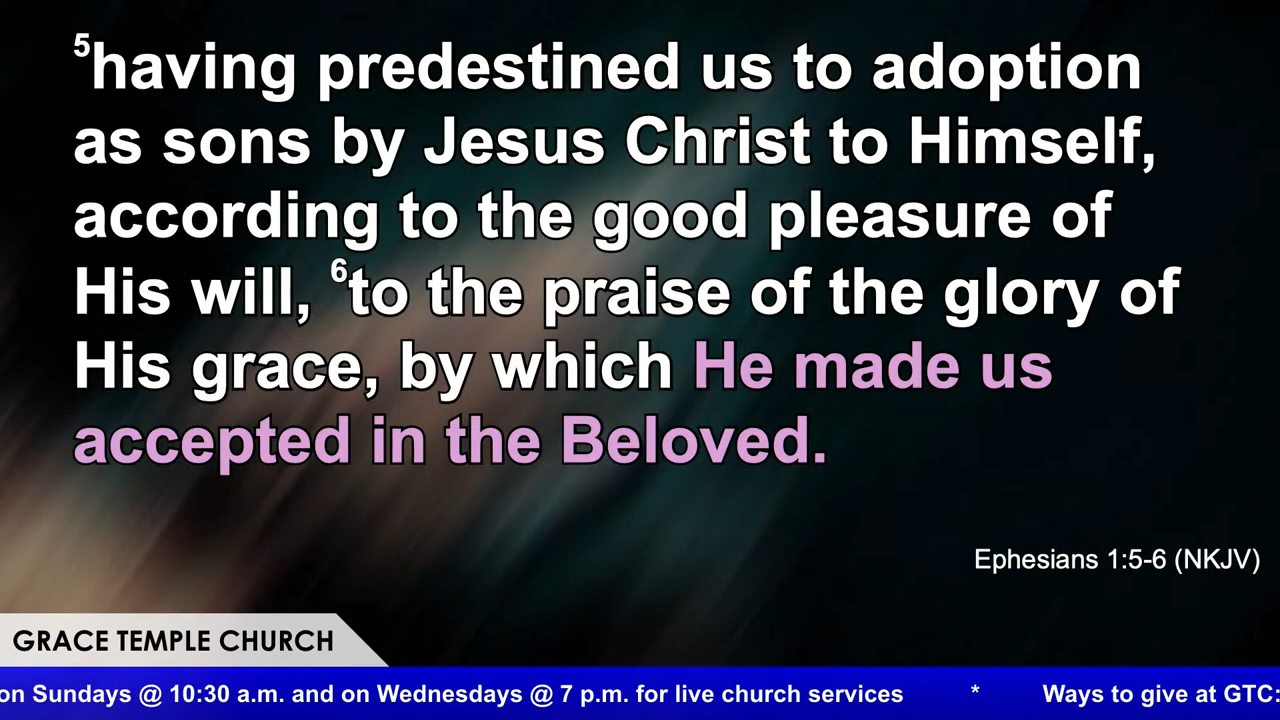 5having predestined us to adoption
as sons by Jesus Christ to Himself,
according to the good pleasure of
His will, 6to the praise of the glory of
His grace, by which He made us
accepted in the Beloved.
Ephesians 1:5-6 (NKJV)
GRACE TEMPLE CHURCH
on Sundays @ 10:30 a.m. and on Wednesdays @ 7 p.m. for live church services * Ways to give at GTC: